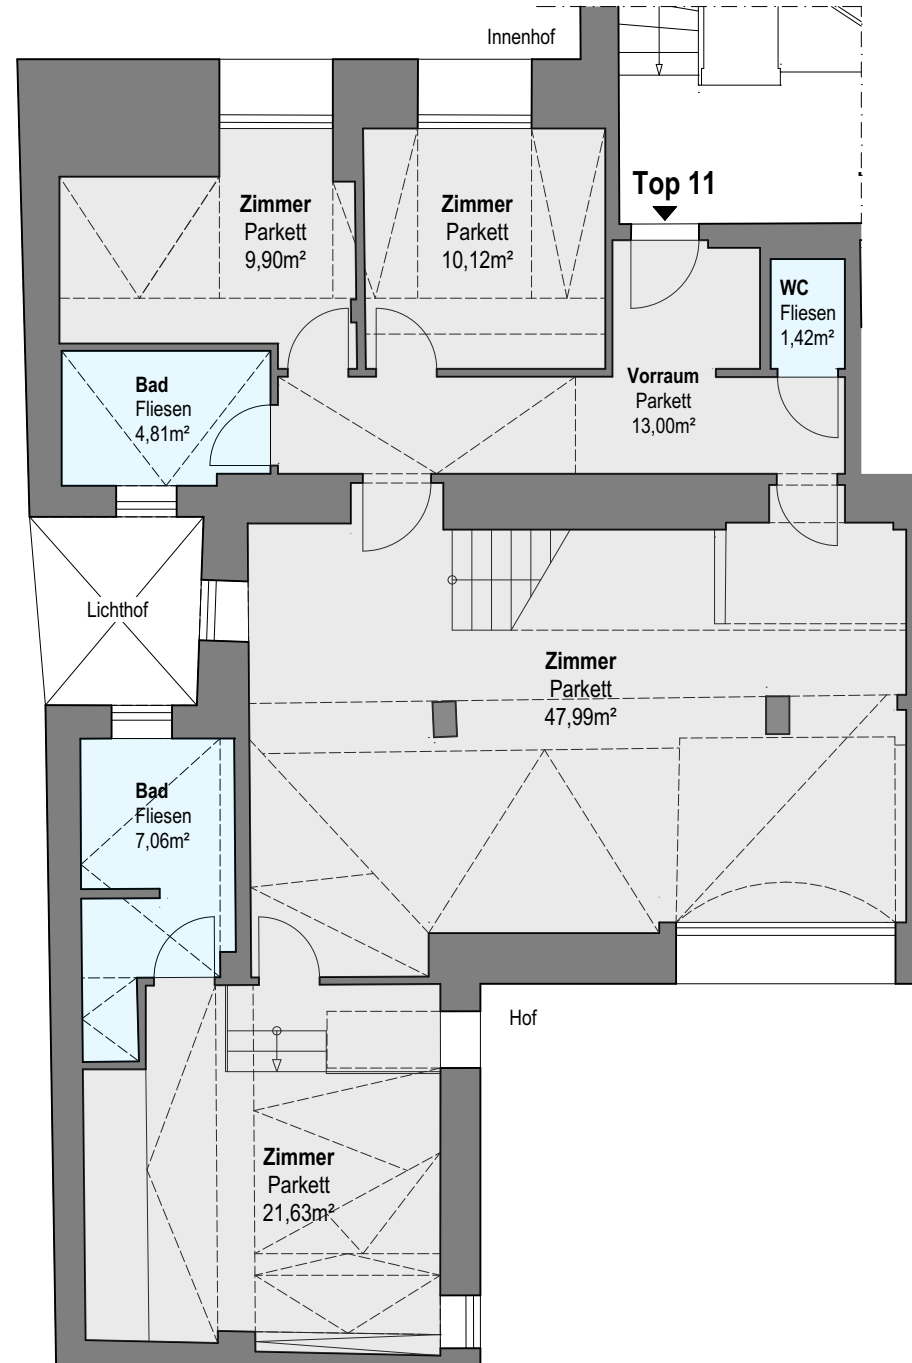 Innenhof
Top 11
Zimmer
Parkett
9,90m²
Zimmer
Parkett
10,12m²
WC
Fliesen
1,42m²
Bad
Fliesen
4,81m²
Vorraum
Parkett
13,00m²
Lichthof
Zimmer
Parkett
47,99m²
Bad
Fliesen
7,06m²
Hof
Zimmer
Parkett
21,63m²